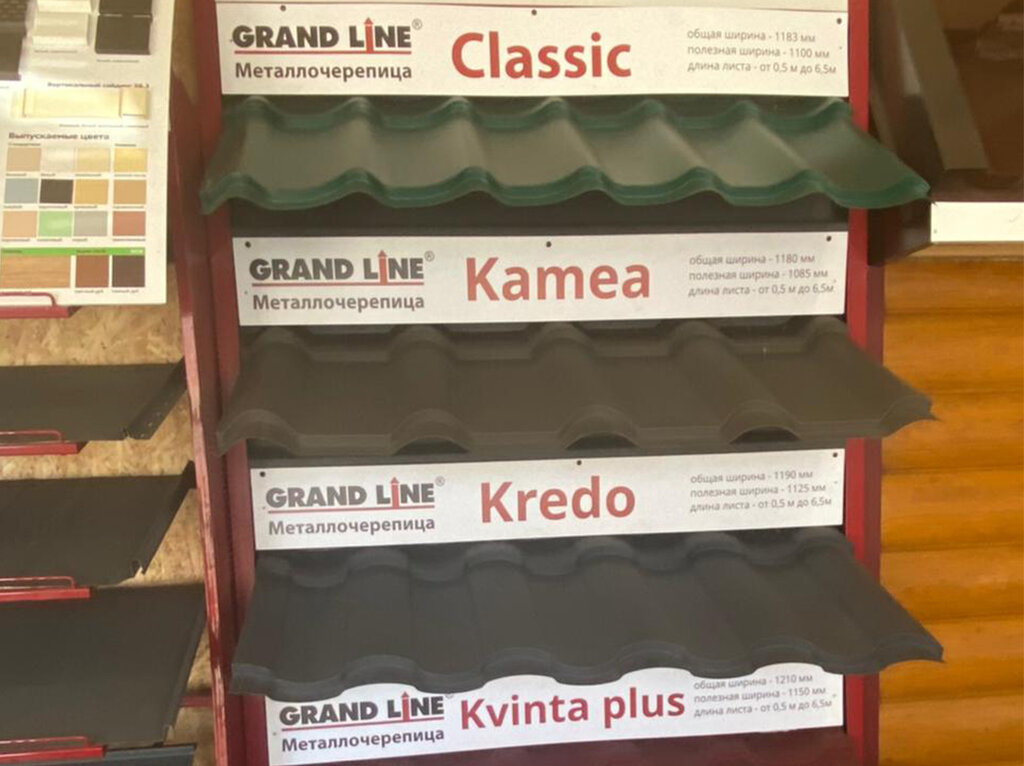 GRAND LINE®
Металлочерепица
Classic
общая ширина - 1183 мм
полезная ширина - 1100 мм
длина листа - от 0,5 м до 6,5м
GRAND LINE®
Металлочерепица
Kamea
общая ширина - 1180 мм
полезная ширина - 1085 мм
длина листа - от 0,5 м до 6,5м
GRAND LINE®
Металлочерепица
Kredo
общая ширина - 1190 мм
полезная ширина - 1125 мм
длина листа - от 0,5 м до 6,5м
GRAND LINE®
Металлочерепица
Kvinta plus
общая ширина - 1210 мм
полезная ширина - 1150 мм
длина листа - от 0,5 м до 6,5м
Вертикальный сайдинг
Выпускаемые цвета